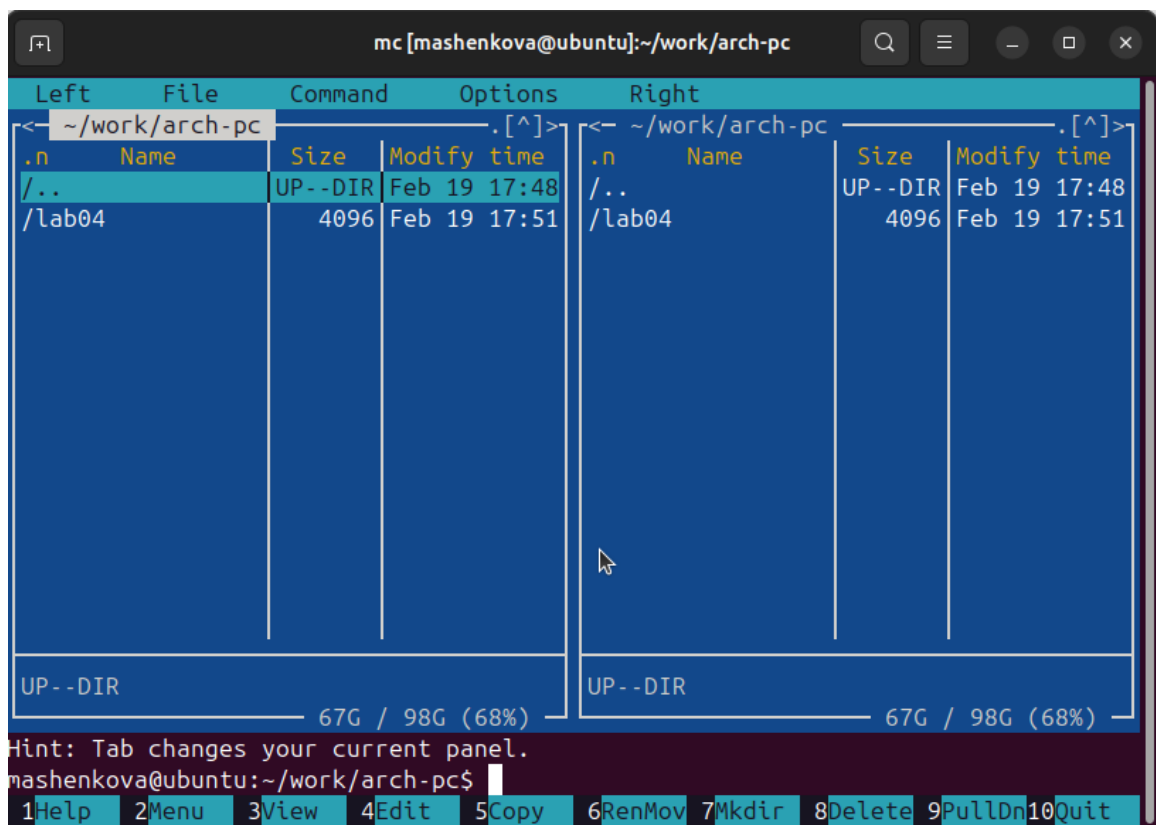 mc [mashenkova@ubuntu]:~/work/arch-pc
Left File Command Options Right
<─ ~/work/arch-pc ─.[^]> <─ ~/work/arch-pc ─.[^]>
.n Name Size Modify time .n Name Size Modify time
/.. UP--DIR Feb 19 17:48 /.. UP--DIR Feb 19 17:48
/lab04 4096 Feb 19 17:51 /lab04 4096 Feb 19 17:51
UP--DIR UP--DIR
67G / 98G (68%) 67G / 98G (68%)
Hint: Tab changes your current panel.
mashenkova@ubuntu:~/work/arch-pc$
1Help 2Menu 3View 4Edit 5Copy 6RenMov 7Mkdir 8Delete 9PullDn 10Quit